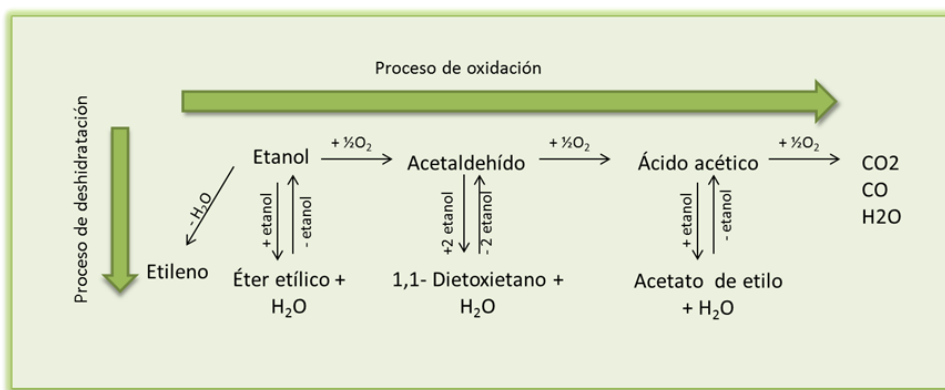 Proceso de oxidación
Proceso de deshidratación
Etanol
+ ½O₂
Acetaldehído
+ ½O₂
Ácido acético
+ ½O₂
CO2
CO
H2O
- H₂O
+ etanol
- etanol
+2 etanol
- 2 etanol
+ etanol
- etanol
Etileno
Éter etílico +
H₂O
1,1- Dietoxietano +
H₂O
Acetato de etilo
+ H₂O